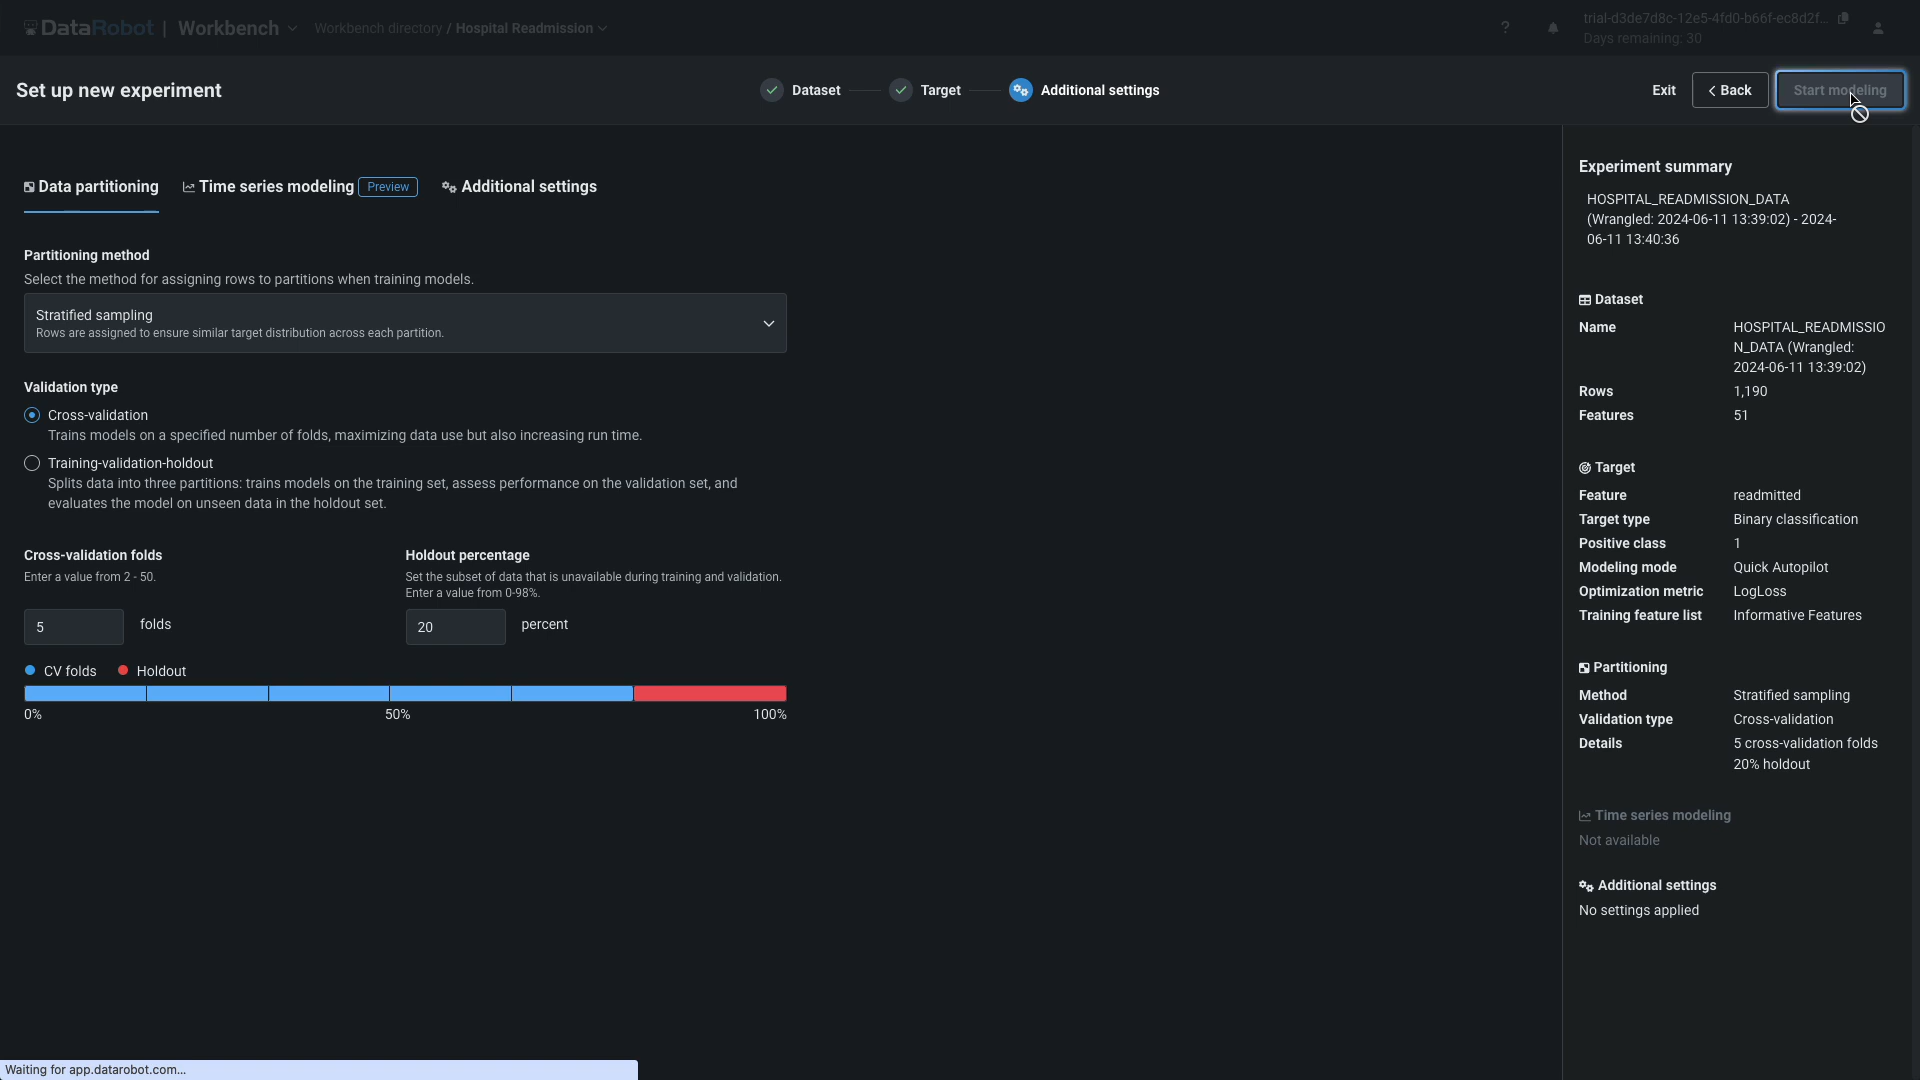 DataRobot | Workbench Workbench directory / Hospital Readmission
? trial-d3de7d8c-12e5-4fd0-b66f-ec8d2f...
Days remaining: 30
Set up new experiment
Dataset Target Additional settings
Exit Back Start modeling
Data partitioning Time series modeling Preview Additional settings
Partitioning method
Select the method for assigning rows to partitions when training models.
Stratified sampling
Rows are assigned to ensure similar target distribution across each partition.
Validation type
Cross-validation
Trains models on a specified number of folds, maximizing data use but also increasing run time.
Training-validation-holdout
Splits data into three partitions: trains models on the training set, assess performance on the validation set, and
evaluates the model on unseen data in the holdout set.
Cross-validation folds
Enter a value from 2 - 50.
5 folds
Holdout percentage
Set the subset of data that is unavailable during training and validation.
Enter a value from 0-98%.
20 percent
CV folds Holdout
0% 50% 100%
Experiment summary
HOSPITAL_READMISSION_DATA
(Wrangled: 2024-06-11 13:39:02) - 2024-
06-11 13:40:36
Dataset
Name HOSPITAL_READMISSIO
N_DATA (Wrangled:
2024-06-11 13:39:02)
Rows 1,190
Features 51
Target
Feature readmitted
Target type Binary classification
Positive class 1
Modeling mode Quick Autopilot
Optimization metric LogLoss
Training feature list Informative Features
Partitioning
Method Stratified sampling
Validation type Cross-validation
Details 5 cross-validation folds
20% holdout
Time series modeling
Not available
Additional settings
No settings applied
Waiting for app.datarobot.com...